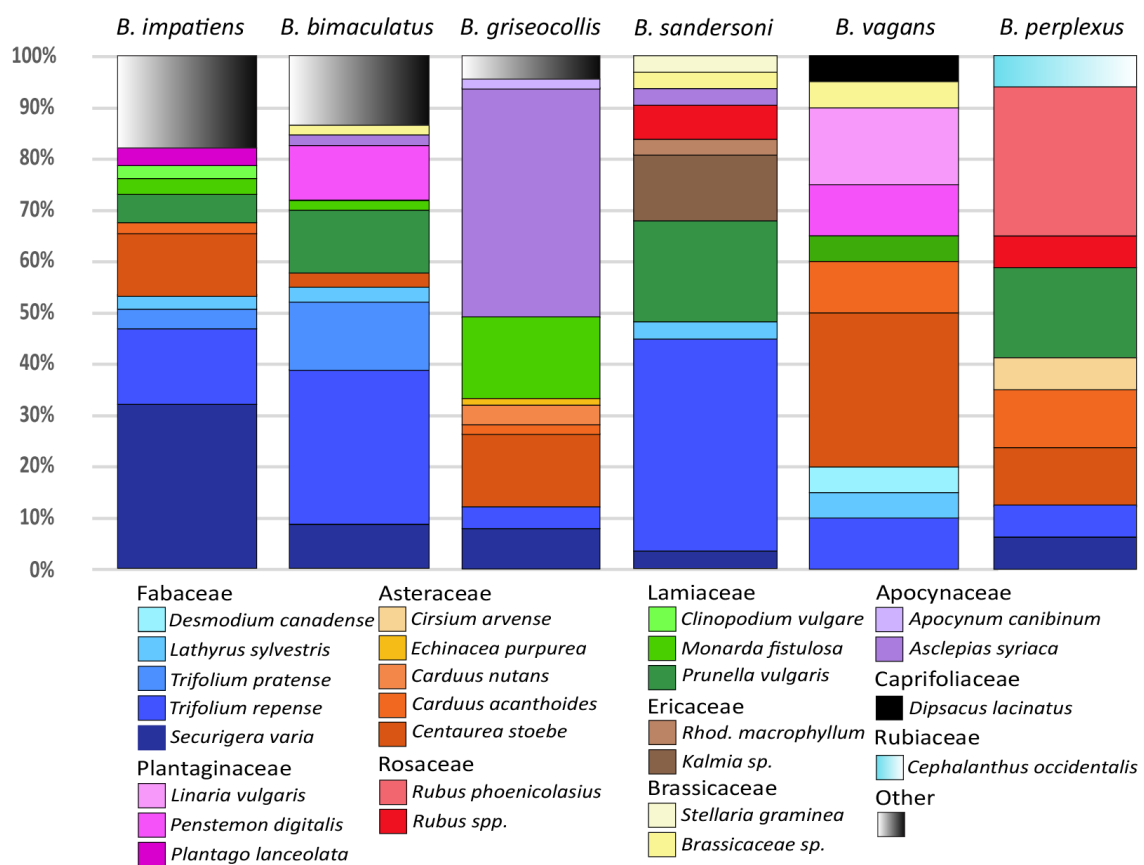 B. impatiens B. bimaculatus B. griseocollis B. sandersoni B. vagans B. perplexus
100%
90%
80%
70%
60%
50%
40%
30%
20%
10%
0%
Fabaceae
Desmodium canadense
Lathyrus sylvestris
Trifolium pratense
Trifolium repense
Securigera varia
Plantaginaceae
Linaria vulgaris
Penstemon digitalis
Plantago lanceolata
Asteraceae
Cirsium arvense
Echinacea purpurea
Carduus nutans
Carduus acanthoides
Centaurea stoebe
Rosaceae
Rubus phoenicolasius
Rubus spp.
Lamiaceae
Clinopodium vulgare
Monarda fistulosa
Prunella vulgaris
Ericaceae
Rhod. macrophyllum
Kalmia sp.
Brassicaceae
Stellaria graminea
Brassicaceae sp.
Apocynaceae
Apocynum canibinum
Asclepias syriaca
Caprifoliaceae
Dipsacus lacinatus
Rubiaceae
Cephalanthus occidentalis
Other